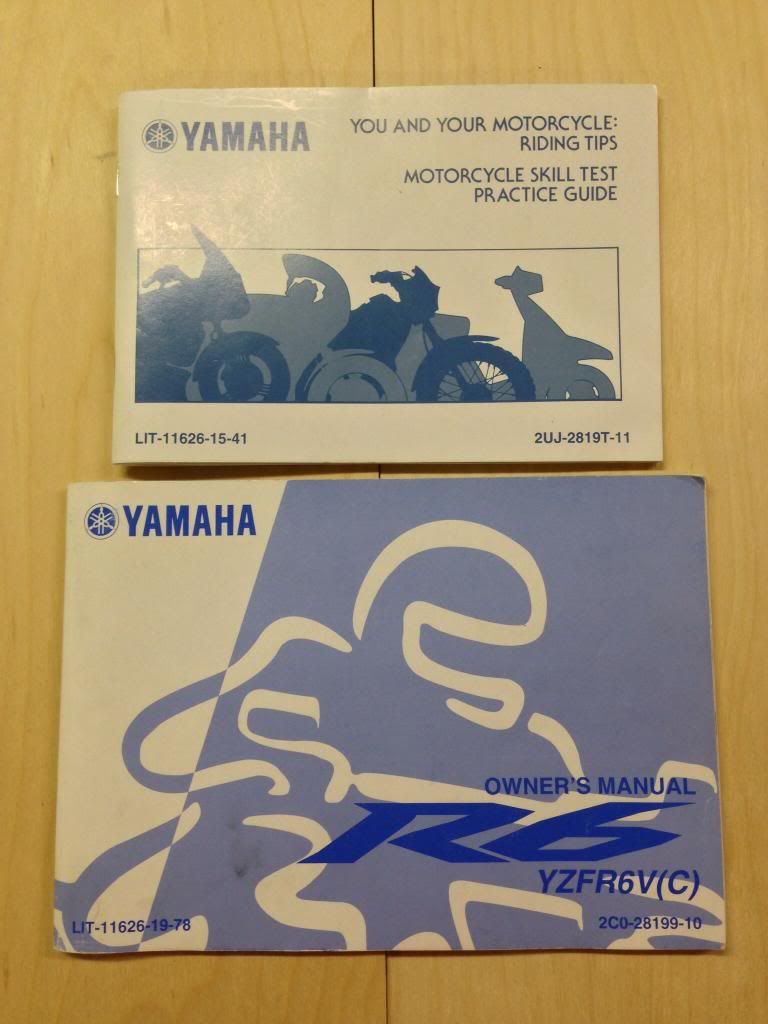 YAMAHA
YOU AND YOUR MOTORCYCLE:
RIDING TIPS
MOTORCYCLE SKILL TEST
PRACTICE GUIDE
LIT-11626-15-41
2UJ-2819T-11
YAMAHA
OWNER'S MANUAL
R6
YZFR6V(C)
LIT-11626-19-78
2C0-28199-10